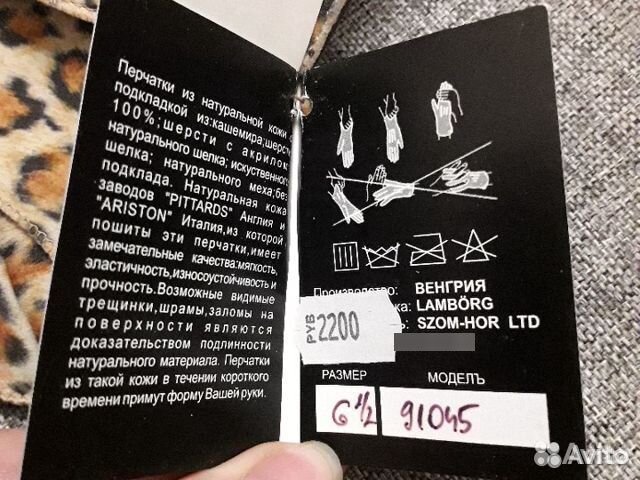 Перчатки из натуральной кожи с
подкладкой из:кашемира;шерсти
100%;шерсти с акрилом
натурального шелка; искуственного
шелка; натурального меха;без
подклада. Натуральная кожа
заводов "PITTARDS" Англия и
"ARISTON" Италия,из которой
пошиты эти перчатки,имеет
замечательные качества:мягкость,
эластичность,износоустойчивость и
прочность.Возможные видимые
трещинки,шрамы,заломы на
поверхности являются
доказательством подлинности
натурального материала. Перчатки
из такой кожи в течении короткого
времени примут форму Вашей руки.
Производство: ВЕНГРИЯ
LAMBÖRG
SZOM-HOR LTD
РУБ 2200
РАЗМЕР МОДЕЛЪ
6 1/2 91045
Avito